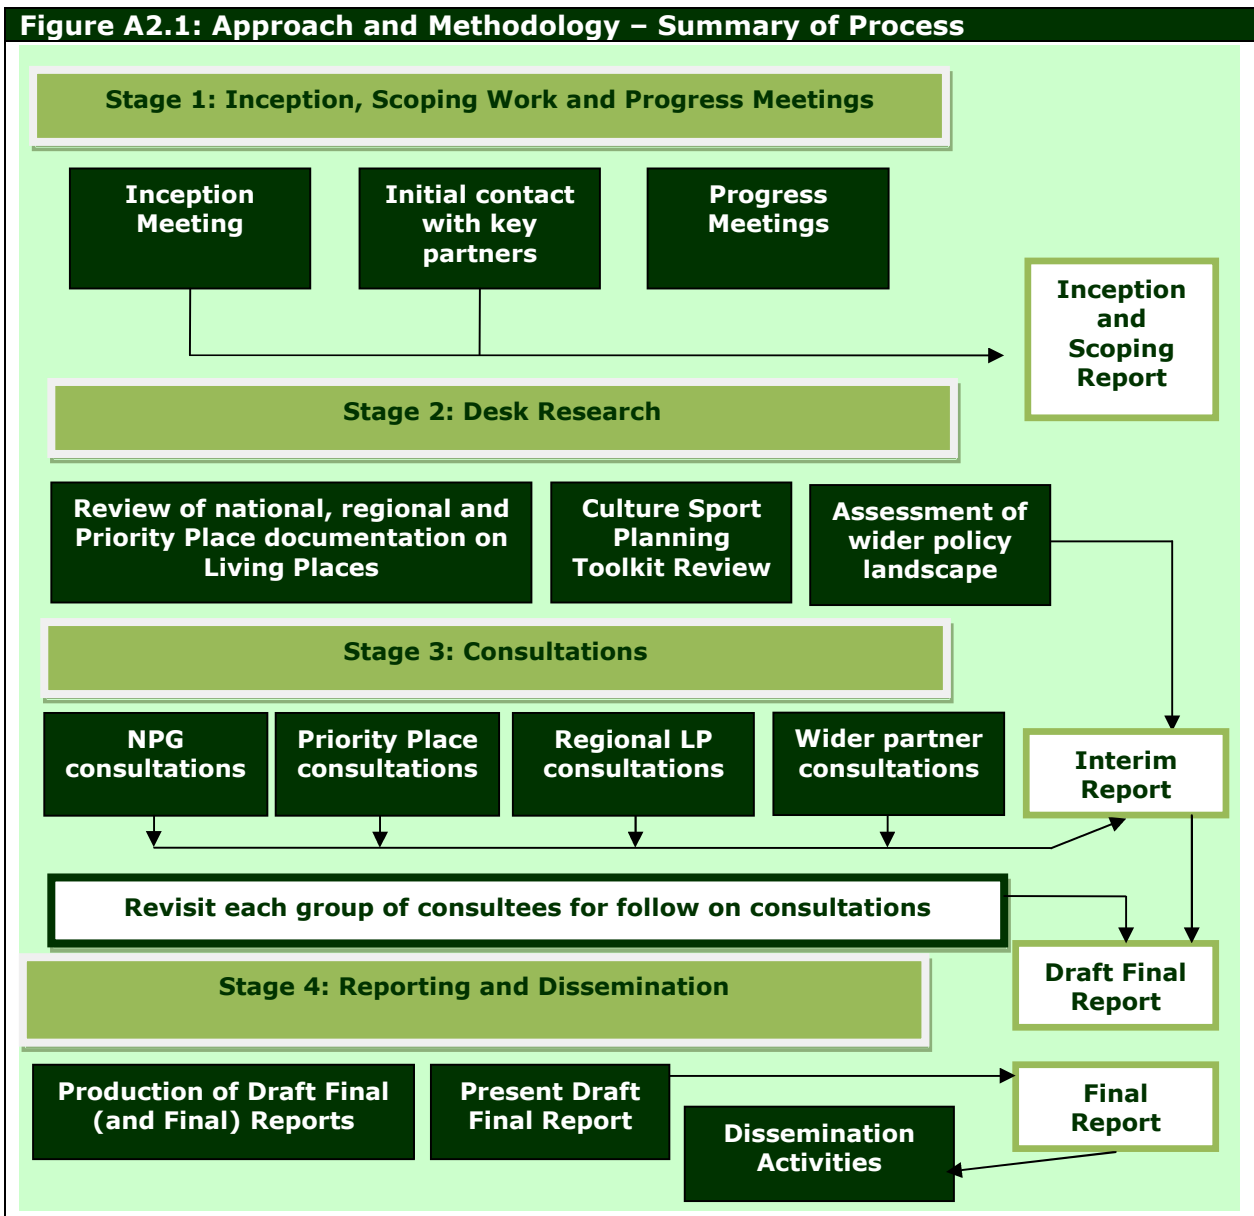 Figure A2.1: Approach and Methodology – Summary of Process
Stage 1: Inception, Scoping Work and Progress Meetings
Inception
Meeting
Initial contact
with key
partners
Progress
Meetings
Inception
and
Scoping
Report
Stage 2: Desk Research
Review of national, regional and
Priority Place documentation on
Living Places
Culture Sport
Planning
Toolkit Review
Assessment of
wider policy
landscape
Stage 3: Consultations
NPG
consultations
Priority Place
consultations
Regional LP
consultations
Wider partner
consultations
Interim
Report
Revisit each group of consultees for follow on consultations
Draft Final
Report
Stage 4: Reporting and Dissemination
Production of Draft Final
(and Final) Reports
Present Draft
Final Report
Final
Report
Dissemination
Activities